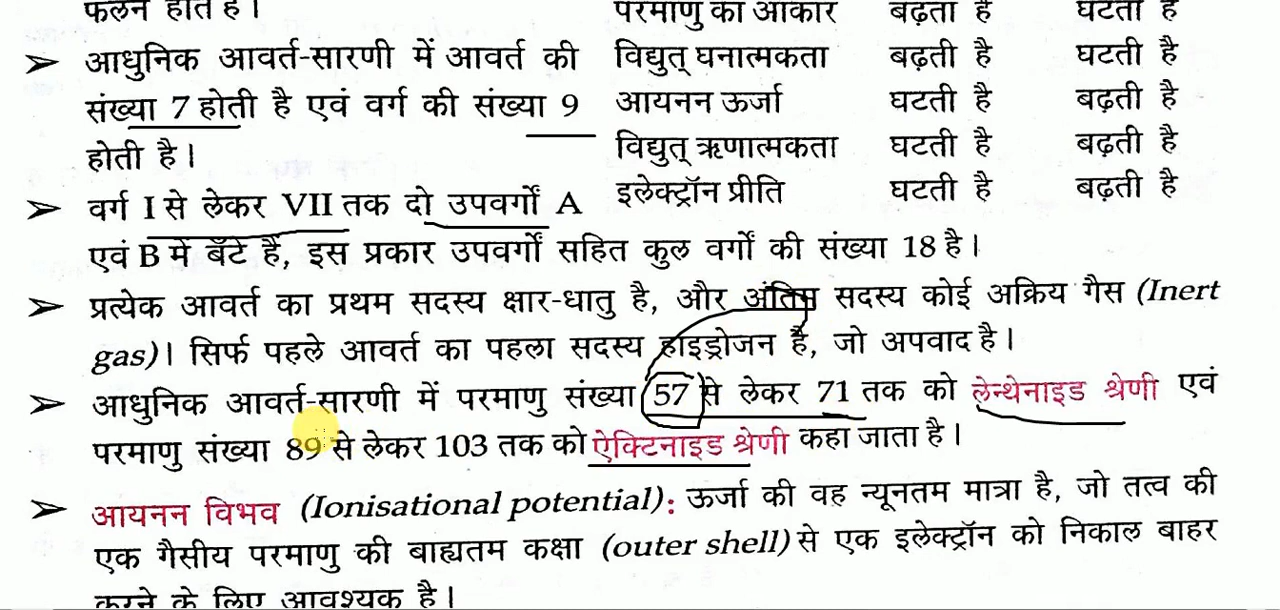 फलन होते हैं।
आधुनिक आवर्त-सारणी में आवर्त की
संख्या 7 होती है एवं वर्ग की संख्या 9
होती है।
वर्ग I से लेकर VII तक दो उपवर्गों A
परमाणु का आकार बढ़ता है घटता है
विद्युत् घनात्मकता बढ़ती है घटती है
आयनन ऊर्जा घटती है बढ़ती है
विद्युत् ऋणात्मकता घटती है बढ़ती है
इलेक्ट्रॉन प्रीति घटती है बढ़ती है
एवं B में बँटे हैं, इस प्रकार उपवर्गों सहित कुल वर्गों की संख्या 18 है।
प्रत्येक आवर्त का प्रथम सदस्य क्षार-धातु है, और अंतिम सदस्य कोई अक्रिय गैस (Inert
gas)। सिर्फ पहले आवर्त का पहला सदस्य हाइड्रोजन है, जो अपवाद है।
आधुनिक आवर्त-सारणी में परमाणु संख्या 57 से लेकर 71 तक को लेन्थेनाइड श्रेणी एवं
परमाणु संख्या 89 से लेकर 103 तक को ऐक्टिनाइड श्रेणी कहा जाता है।
आयनन विभव (Ionisational potential): ऊर्जा की वह न्यूनतम मात्रा है, जो तत्व की
एक गैसीय परमाणु की बाह्यतम कक्षा (outer shell) से एक इलेक्ट्रॉन को निकाल बाहर
करने के लिए आवश्यक है।